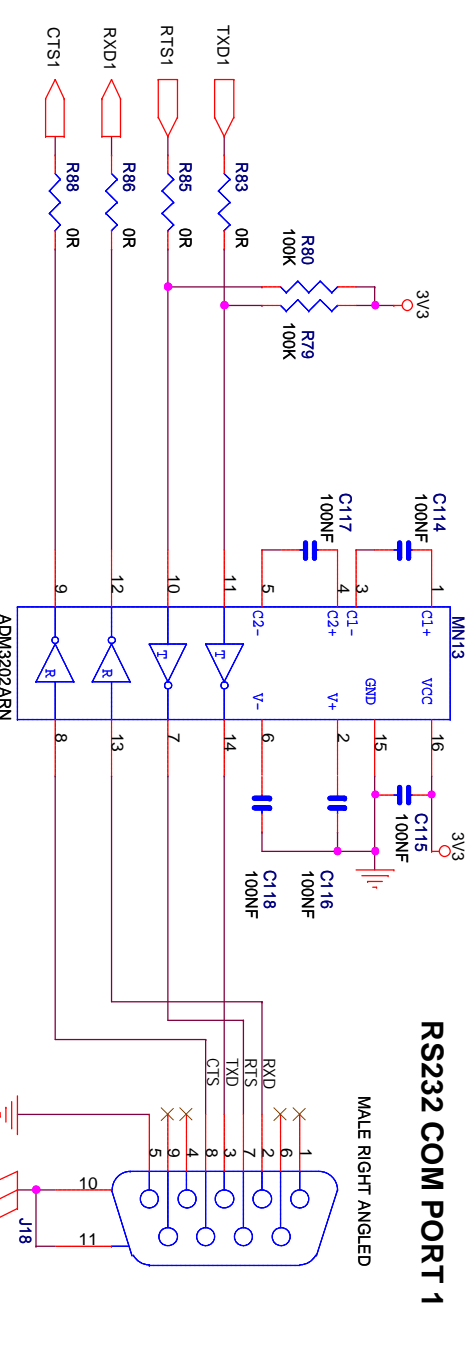 RS232 COM PORT 1
MALE RIGHT ANGLED
3V3
3V3
MN13
C114
100NF
C117
100NF
C115
100NF
C116
100NF
C118
100NF
1
3
4
5
C1+
C1-
C2+
C2-
VCC
GND
V+
V-
16
15
2
6
R80
100K
R79
100K
TXD1
R83
0R
11
T
14
RTS1
R85
0R
10
T
7
RXD1
R86
0R
12
R
13
CTS1
R88
0R
9
R
8
ADM3202ARN
RXD
RTS
TXD
CTS
1
6
2
7
3
8
4
9
5
10
11
J18